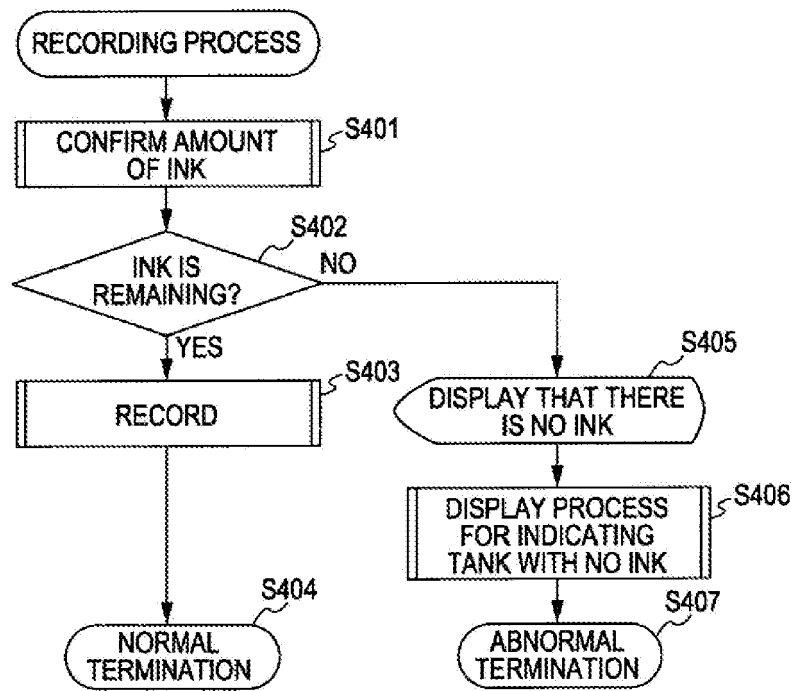 RECORDING PROCESS
S401
CONFIRM AMOUNT
OF INK
S402
INK IS
REMAINING?
NO
YES
S403
RECORD
S405
DISPLAY THAT THERE
IS NO INK
S406
DISPLAY PROCESS
FOR INDICATING
TANK WITH NO INK
S404
NORMAL
TERMINATION
S407
ABNORMAL
TERMINATION